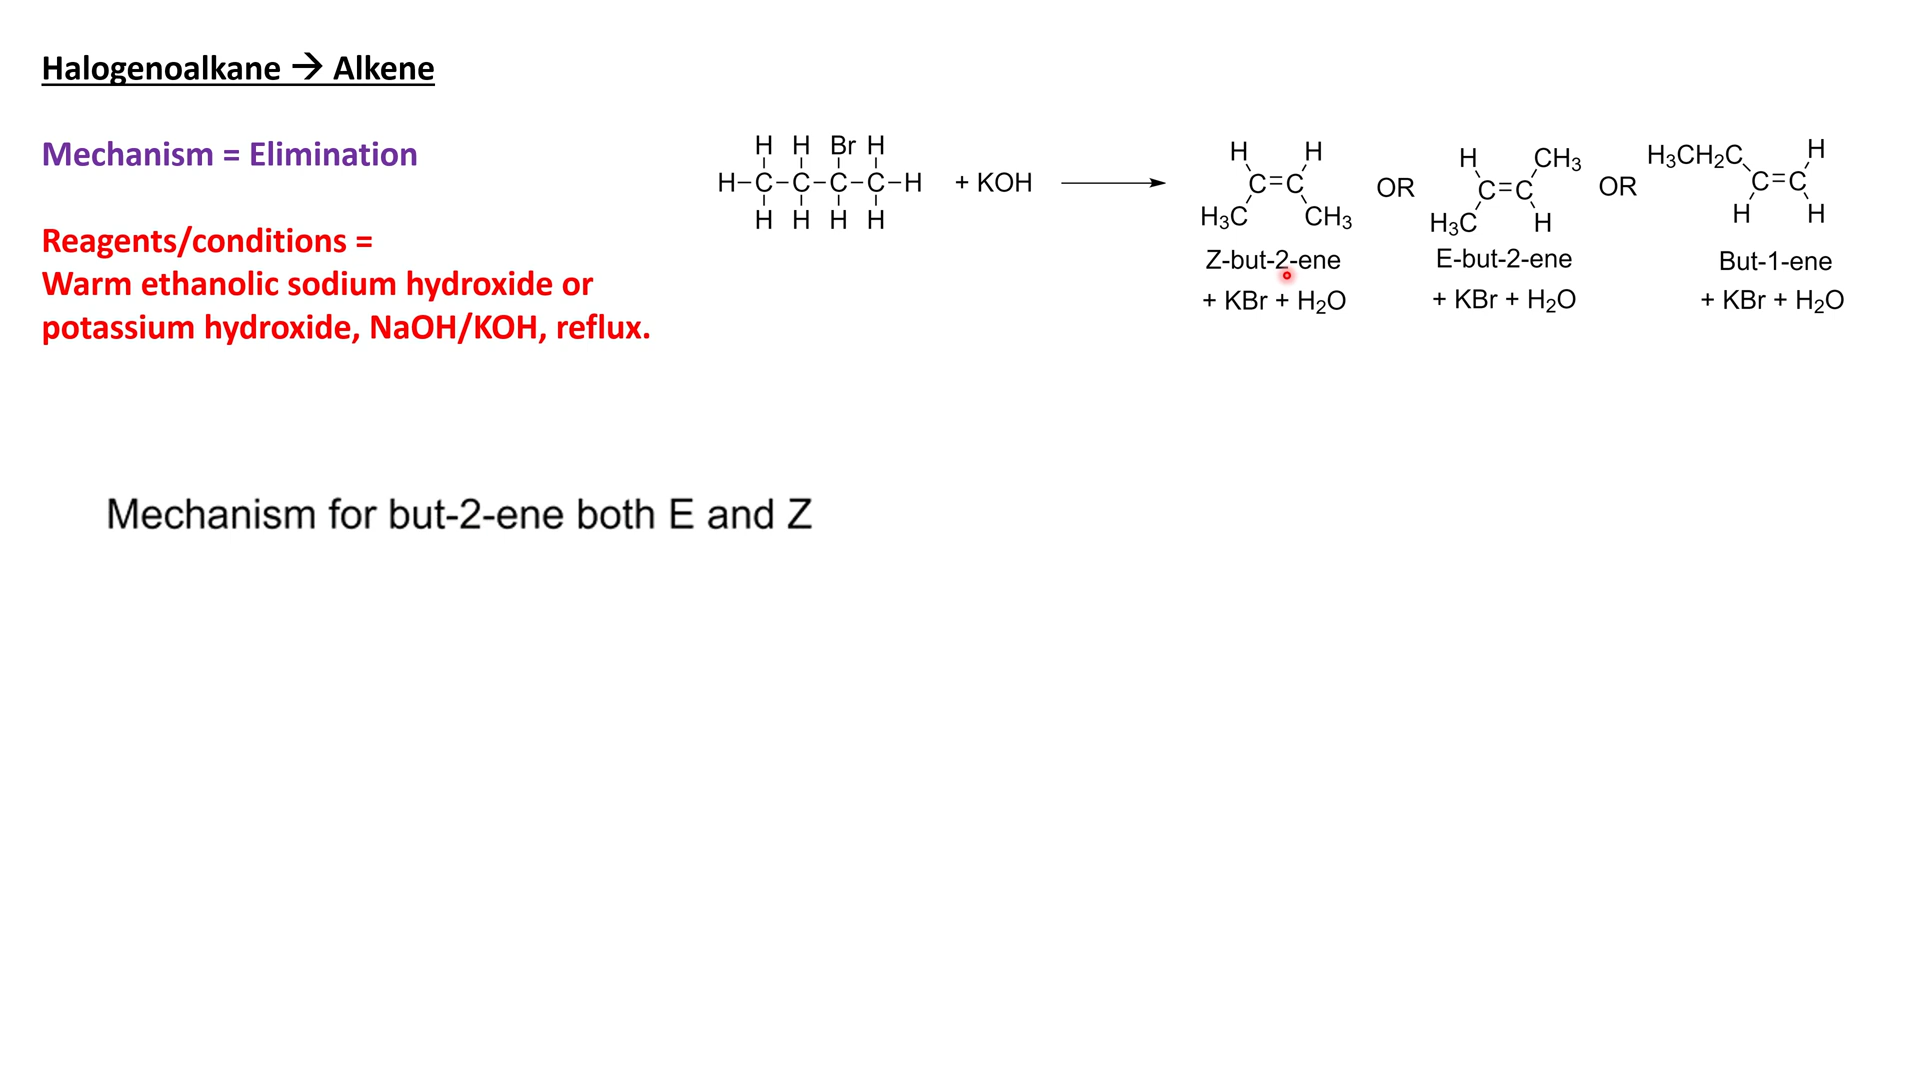 Halogenoalkane → Alkene
Mechanism = Elimination
Reagents/conditions =
Warm ethanolic sodium hydroxide or
potassium hydroxide, NaOH/KOH, reflux.
H H Br H
H-C-C-C-C-H + KOH
H H H H
H H
C=C
H₃C CH₃
Z-but-2-ene
+ KBr + H₂O
OR
H CH₃
C=C
H₃C H
E-but-2-ene
+ KBr + H₂O
OR
H₃CH₂C H
C=C
H H
But-1-ene
+ KBr + H₂O
Mechanism for but-2-ene both E and Z